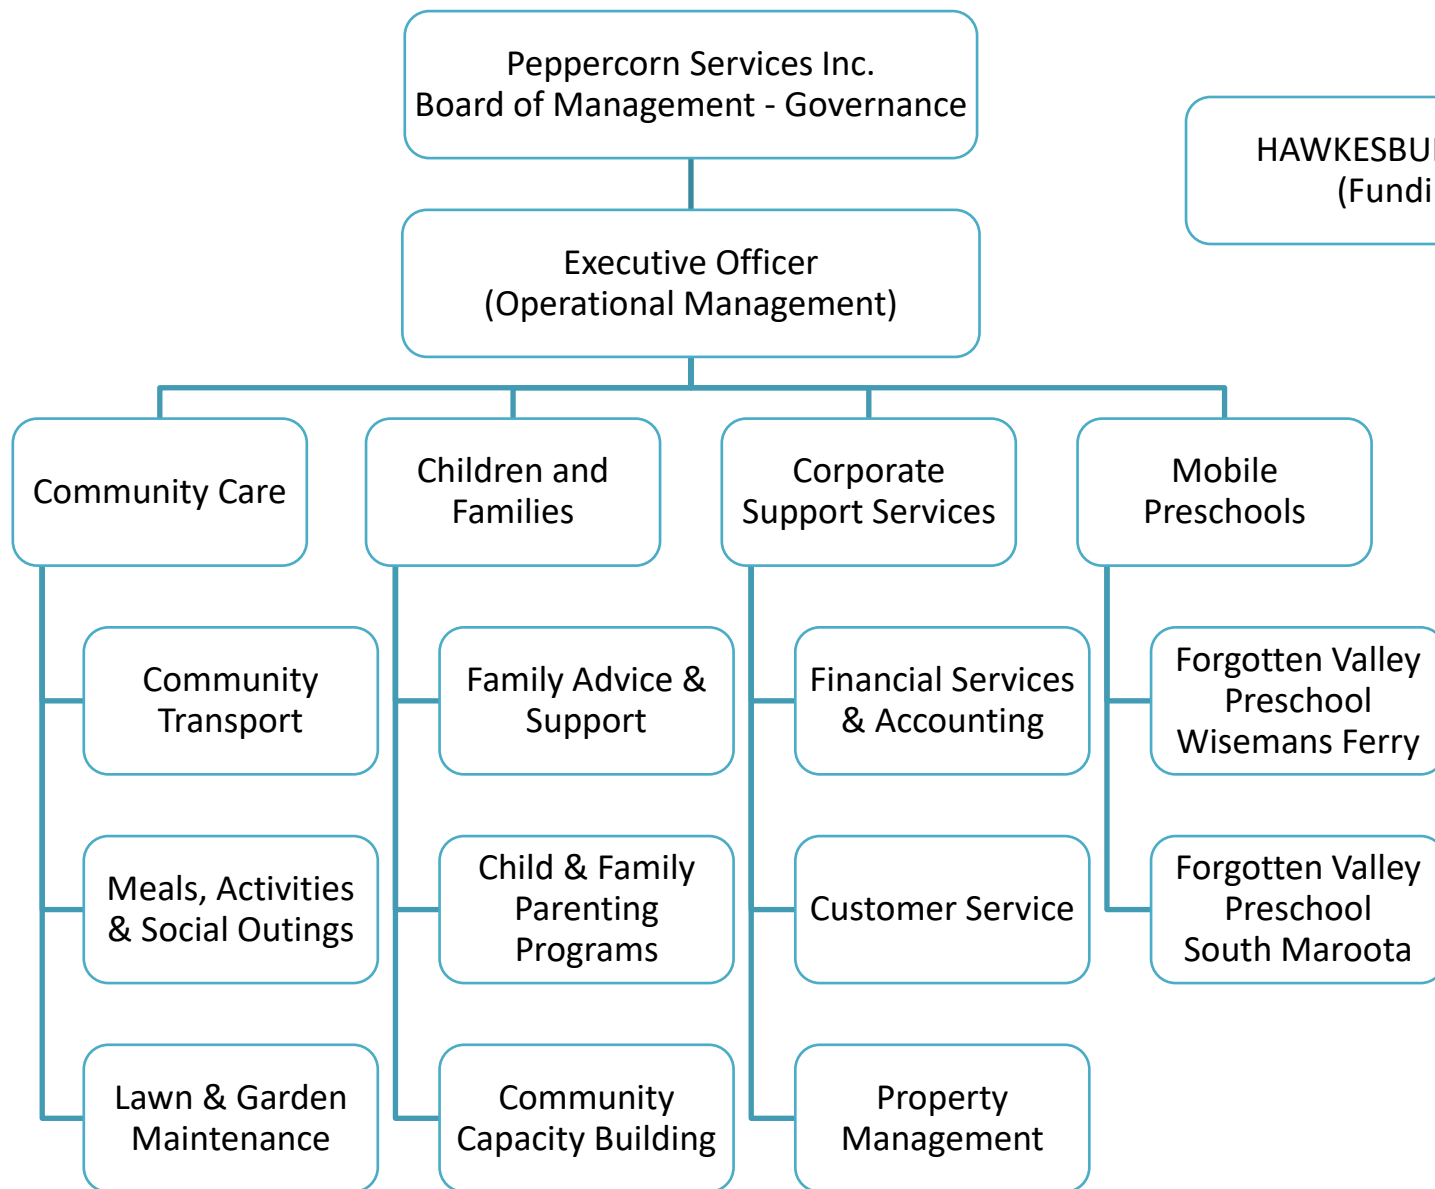 Peppercorn Services Inc.
Board of Management - Governance
Executive Officer
(Operational Management)
Community Care
Children and
Families
Corporate
Support Services
Mobile
Preschools
Community
Transport
Family Advice &
Support
Financial Services
& Accounting
Forgotten Valley
Preschool
Wisemans Ferry
Meals, Activities
& Social Outings
Child & Family
Parenting
Programs
Customer Service
Forgotten Valley
Preschool
South Maroota
Lawn & Garden
Maintenance
Community
Capacity Building
Property
Management